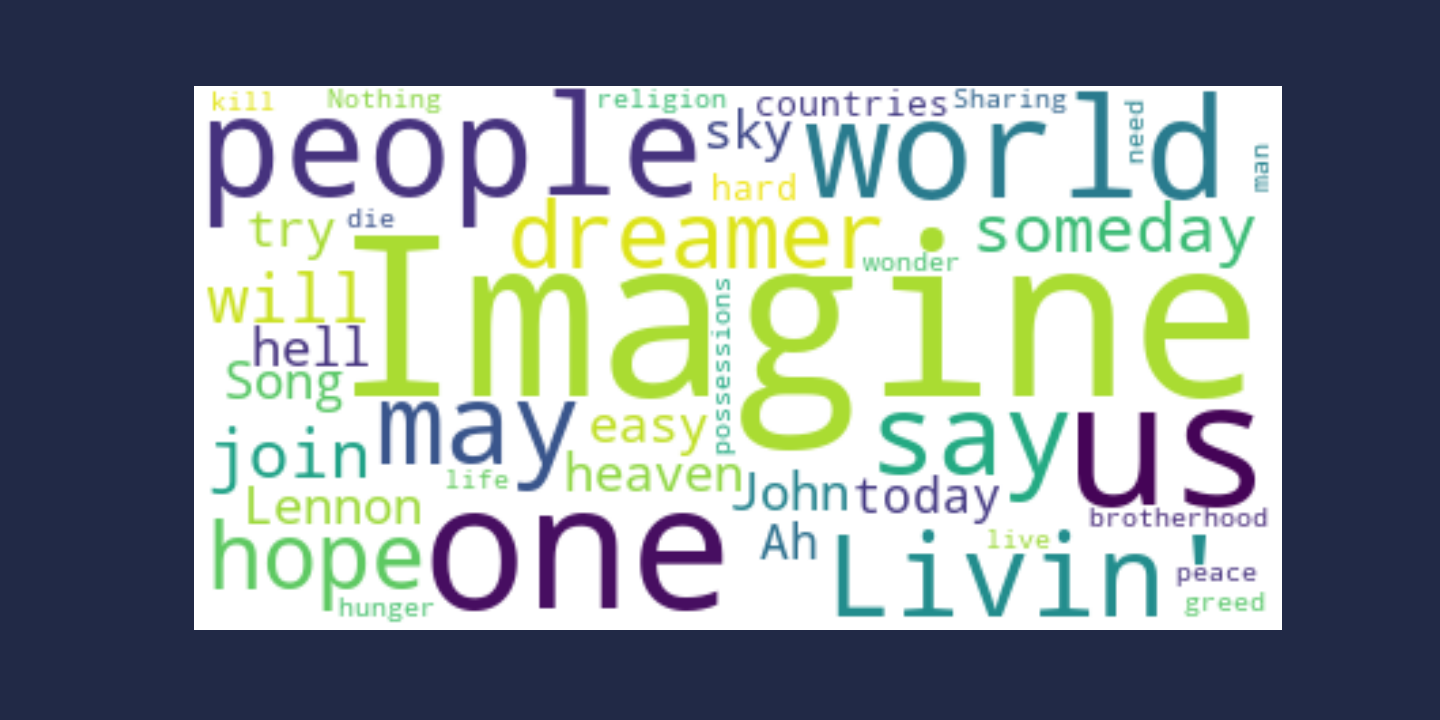 kill Nothing religion countries Sharing
people sky world need
hard man
try die dreamer someday
wonder
will Imagine
hell possessions
Song
may easy say us
join heaven
life John today
Lennon brotherhood
hope one Ah Livin' live
peace
hunger greed